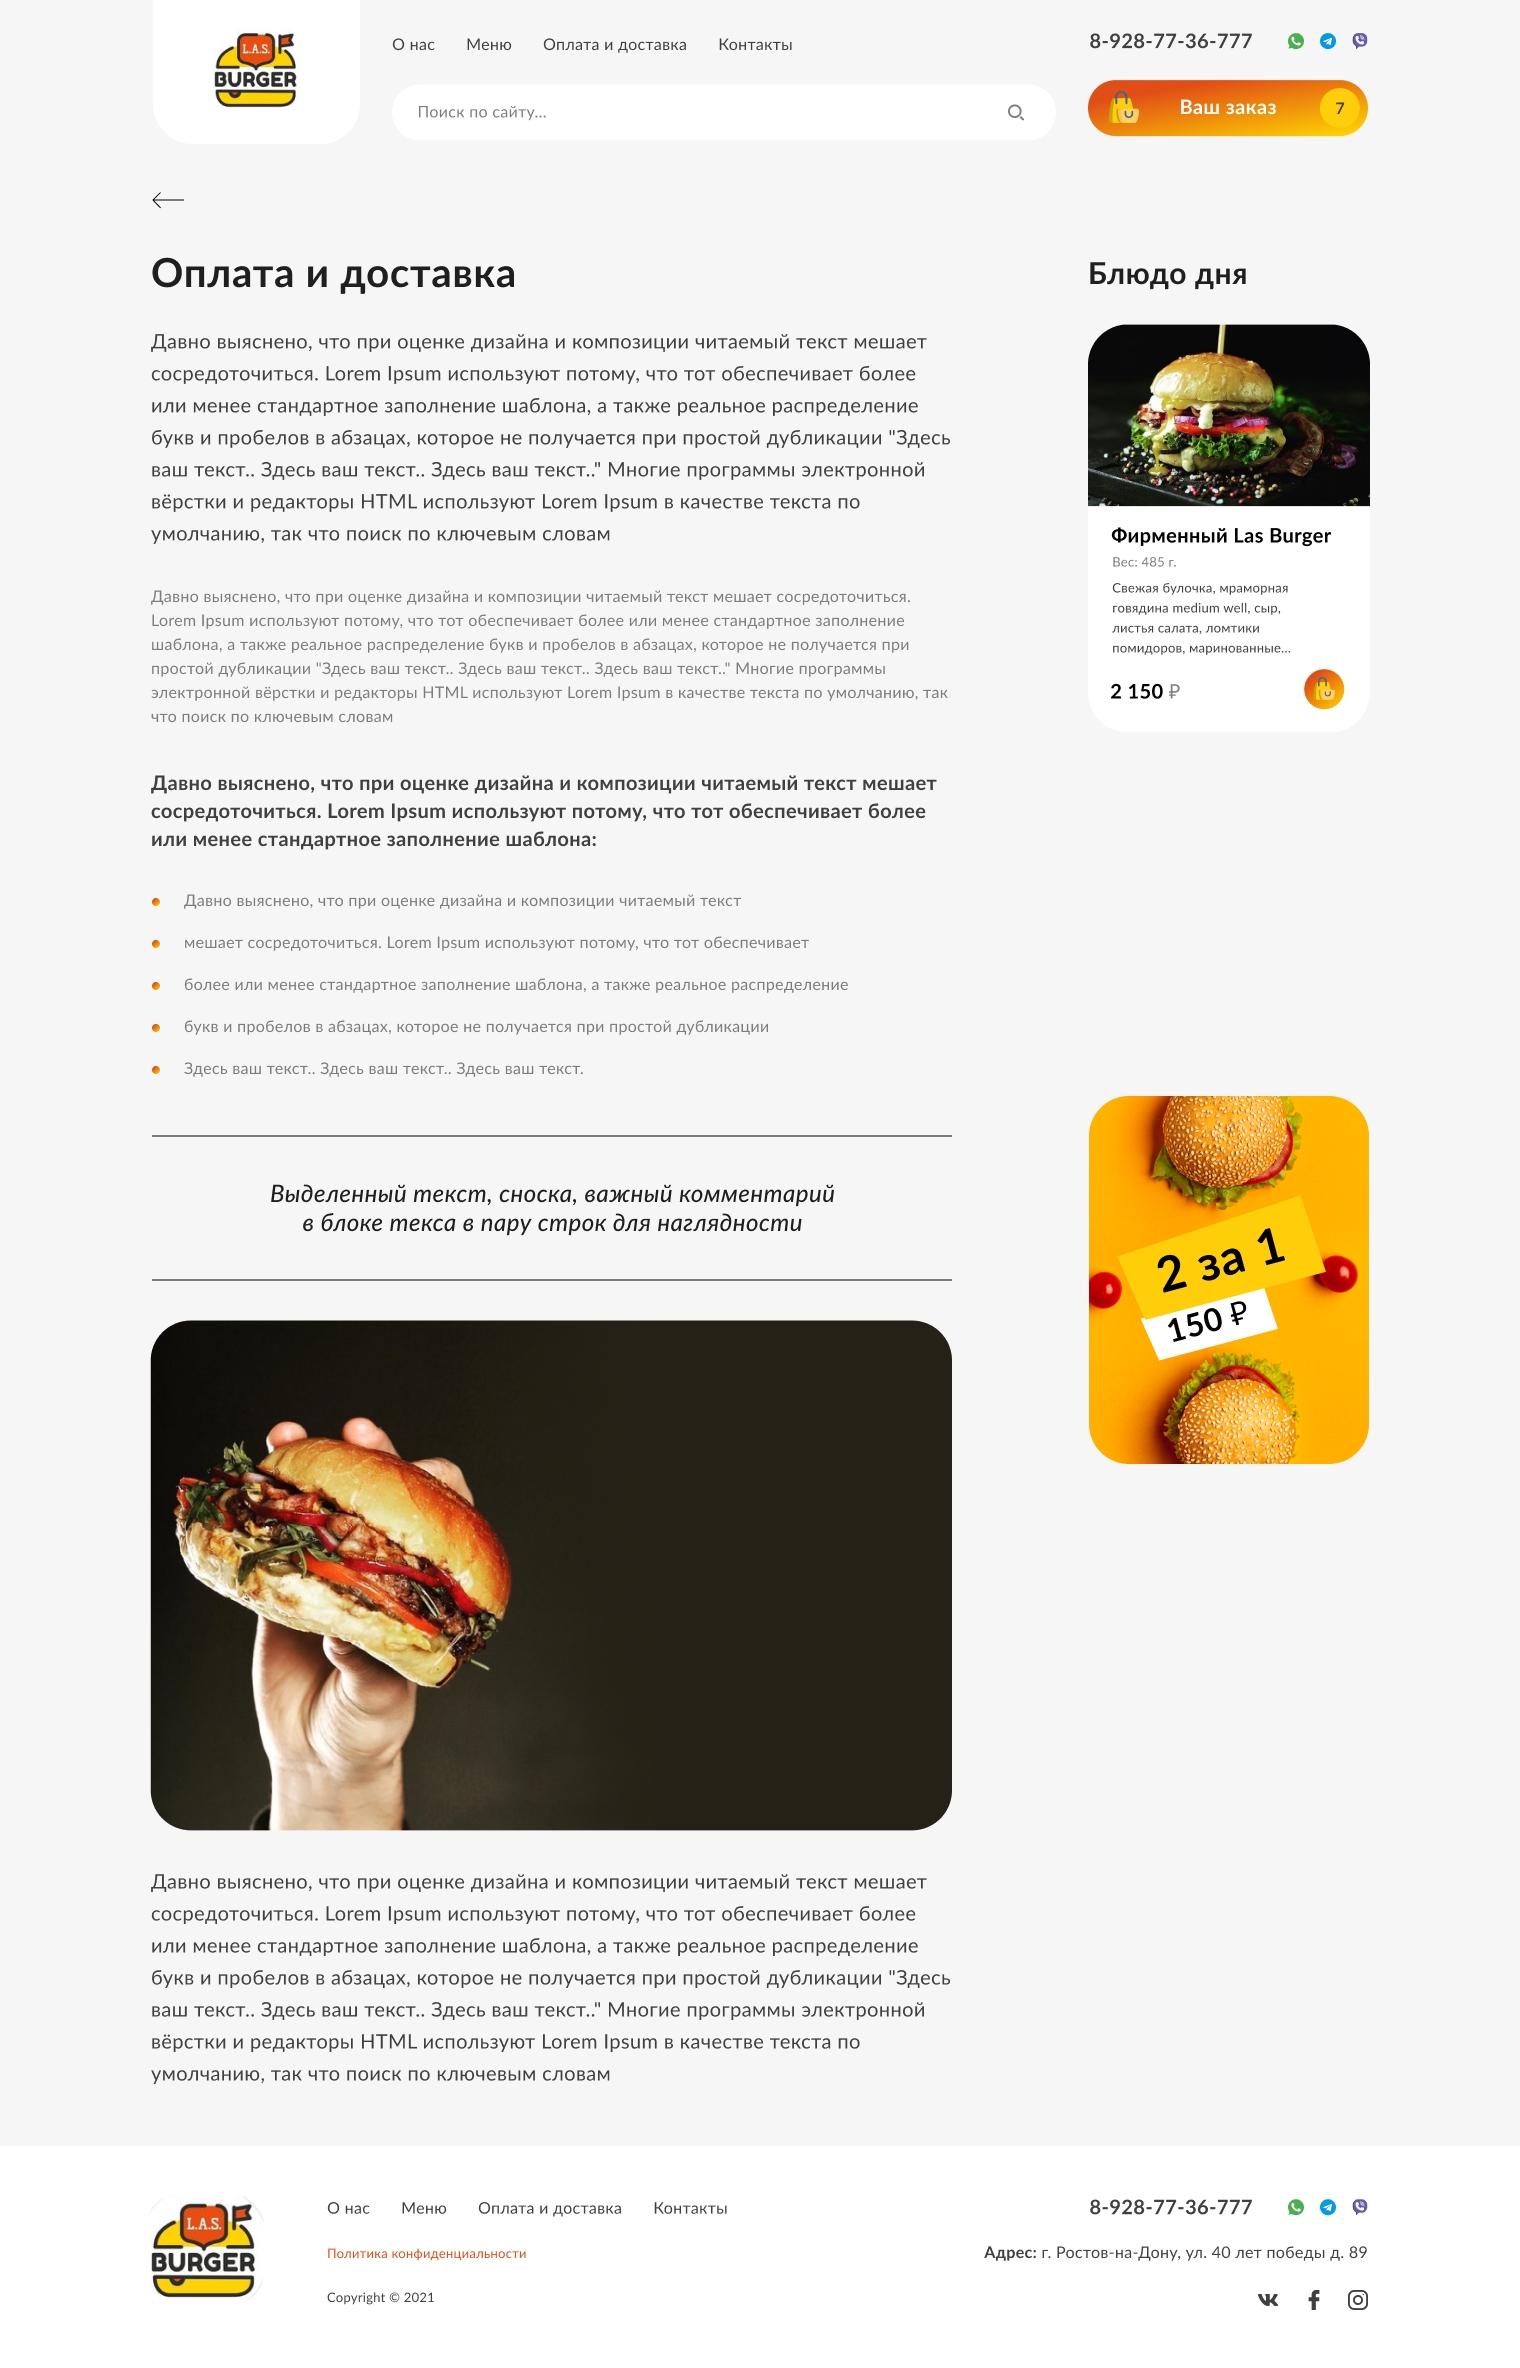 L.A.S.
BURGER
О нас Меню Оплата и доставка Контакты
8-928-77-36-777
Поиск по сайту...
Ваш заказ 7
Оплата и доставка
Давно выяснено, что при оценке дизайна и композиции читаемый текст мешает
сосредоточиться. Lorem Ipsum используют потому, что тот обеспечивает более
или менее стандартное заполнение шаблона, а также реальное распределение
букв и пробелов в абзацах, которое не получается при простой дубликации "Здесь
ваш текст.. Здесь ваш текст.. Здесь ваш текст.." Многие программы электронной
вёрстки и редакторы HTML используют Lorem Ipsum в качестве текста по
умолчанию, так что поиск по ключевым словам
Давно выяснено, что при оценке дизайна и композиции читаемый текст мешает сосредоточиться.
Lorem Ipsum используют потому, что тот обеспечивает более или менее стандартное заполнение
шаблона, а также реальное распределение букв и пробелов в абзацах, которое не получается при
простой дубликации "Здесь ваш текст.. Здесь ваш текст.. Здесь ваш текст.." Многие программы
электронной вёрстки и редакторы HTML используют Lorem Ipsum в качестве текста по умолчанию, так
что поиск по ключевым словам
Давно выяснено, что при оценке дизайна и композиции читаемый текст мешает
сосредоточиться. Lorem Ipsum используют потому, что тот обеспечивает более
или менее стандартное заполнение шаблона:
Давно выяснено, что при оценке дизайна и композиции читаемый текст
мешает сосредоточиться. Lorem Ipsum используют потому, что тот обеспечивает
более или менее стандартное заполнение шаблона, а также реальное распределение
букв и пробелов в абзацах, которое не получается при простой дубликации
Здесь ваш текст.. Здесь ваш текст.. Здесь ваш текст.
Выделенный текст, сноска, важный комментарий
в блоке текса в пару строк для наглядности
Давно выяснено, что при оценке дизайна и композиции читаемый текст мешает
сосредоточиться. Lorem Ipsum используют потому, что тот обеспечивает более
или менее стандартное заполнение шаблона, а также реальное распределение
букв и пробелов в абзацах, которое не получается при простой дубликации "Здесь
ваш текст.. Здесь ваш текст.. Здесь ваш текст.." Многие программы электронной
вёрстки и редакторы HTML используют Lorem Ipsum в качестве текста по
умолчанию, так что поиск по ключевым словам
Блюдо дня
Фирменный Las Burger
Вес: 485 г.
Свежая булочка, мраморная
говядина medium well, сыр,
листья салата, ломтики
помидоров, маринованные...
2 150 ₽
2 за 1
150 ₽
L.A.S.
BURGER
О нас Меню Оплата и доставка Контакты
Политика конфиденциальности
Copyright © 2021
8-928-77-36-777
Адрес: г. Ростов-на-Дону, ул. 40 лет победы д. 89